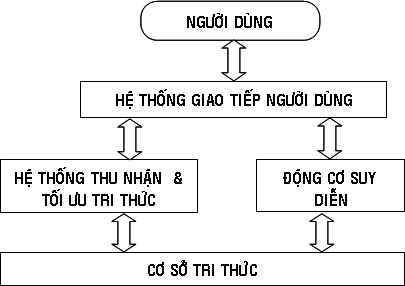 NGƯỜI DÙNG
HỆ THỐNG GIAO TIẾP NGƯỜI DÙNG
HỆ THỐNG THU NHẬN & 
TỐI ƯU TRI THỨC
ĐỘNG CƠ SUY
DIỄN
CƠ SỞ TRI THỨC